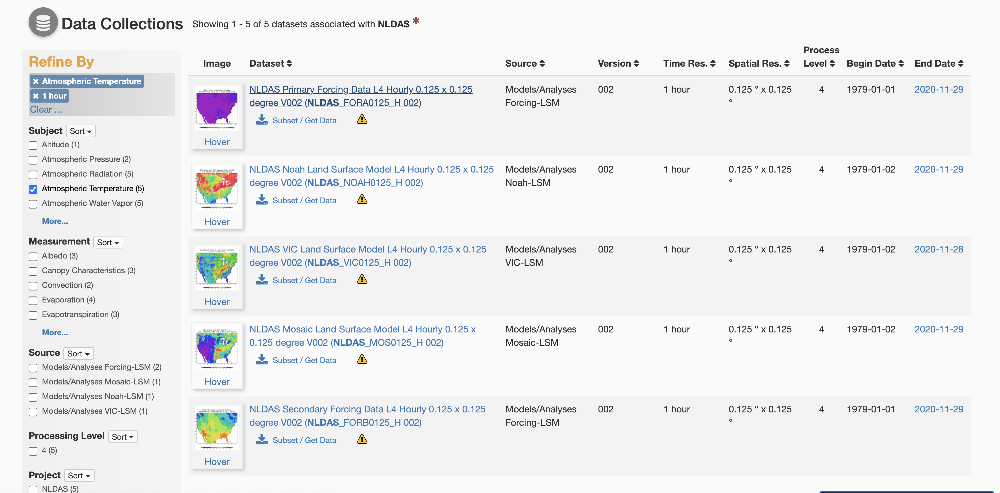 Data Collections
Showing 1 - 5 of 5 datasets associated with NLDAS *
Refine By
Atmospheric Temperature
1 hour
Clear ...
Subject Sort
Altitude (1)
Atmospheric Pressure (2)
Atmospheric Radiation (5)
Atmospheric Temperature (5)
Atmospheric Water Vapor (5)
More...
Measurement Sort
Albedo (3)
Canopy Characteristics (3)
Convection (2)
Evaporation (4)
Evapotranspiration (3)
More...
Source Sort
Models/Analyses Forcing-LSM (2)
Models/Analyses Mosaic-LSM (1)
Models/Analyses Noah-LSM (1)
Models/Analyses VIC-LSM (1)
Processing Level Sort
4 (5)
Project Sort
NLDAS (5)
Image Dataset Source Version Time Res. Spatial Res. Process Level Begin Date End Date
NLDAS Primary Forcing Data L4 Hourly 0.125 x 0.125 Models/Analyses 002 1 hour 0.125 ° x 0.125 4 1979-01-01 2020-11-29
degree V002 (NLDAS_FORA0125_H 002) Forcing-LSM °
Subset / Get Data
Hover
NLDAS Noah Land Surface Model L4 Hourly 0.125 x 0.125 Models/Analyses 002 1 hour 0.125 ° x 0.125 4 1979-01-02 2020-11-29
degree V002 (NLDAS_NOAH0125_H 002) Noah-LSM °
Subset / Get Data
Hover
NLDAS VIC Land Surface Model L4 Hourly 0.125 x 0.125 Models/Analyses 002 1 hour 0.125 ° x 0.125 4 1979-01-02 2020-11-28
degree V002 (NLDAS_VIC0125_H 002) VIC-LSM °
Subset / Get Data
Hover
NLDAS Mosaic Land Surface Model L4 Hourly 0.125 x Models/Analyses 002 1 hour 0.125 ° x 0.125 4 1979-01-02 2020-11-29
0.125 degree V002 (NLDAS_MOS0125_H 002) Mosaic-LSM °
Subset / Get Data
Hover
NLDAS Secondary Forcing Data L4 Hourly 0.125 x 0.125 Models/Analyses 002 1 hour 0.125 ° x 0.125 4 1979-01-01 2020-11-29
degree V002 (NLDAS_FORB0125_H 002) Forcing-LSM °
Subset / Get Data
Hover